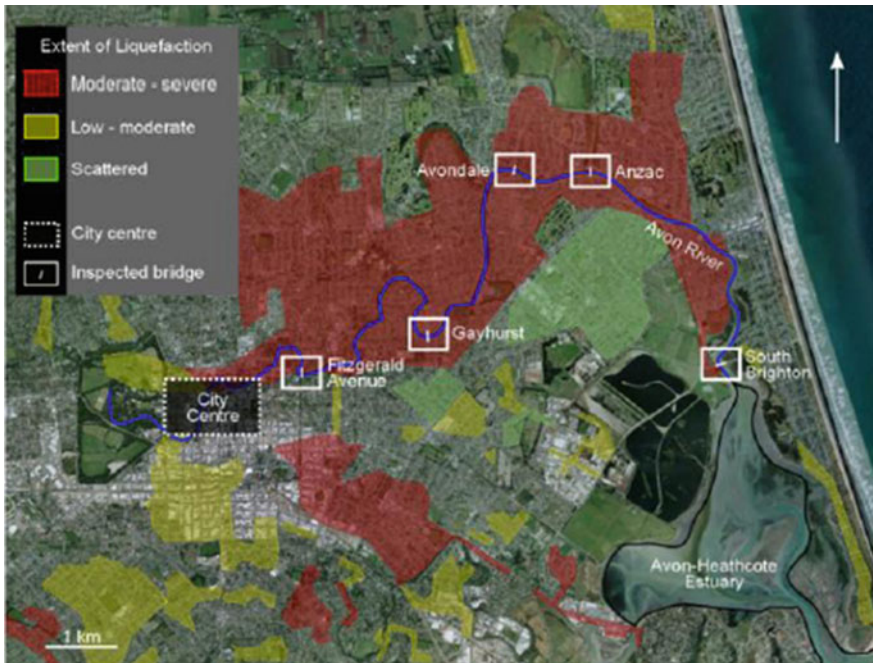 Extent of Liquefaction
Moderate - severe
Low - moderate
Scattered
City centre
Inspected bridge
Avondale
Anzac
Avon River
Gayhurst
Fitzgerald
Avenue
South
Brighton
City
Centre
Avon-Heathcote
Estuary
1 km